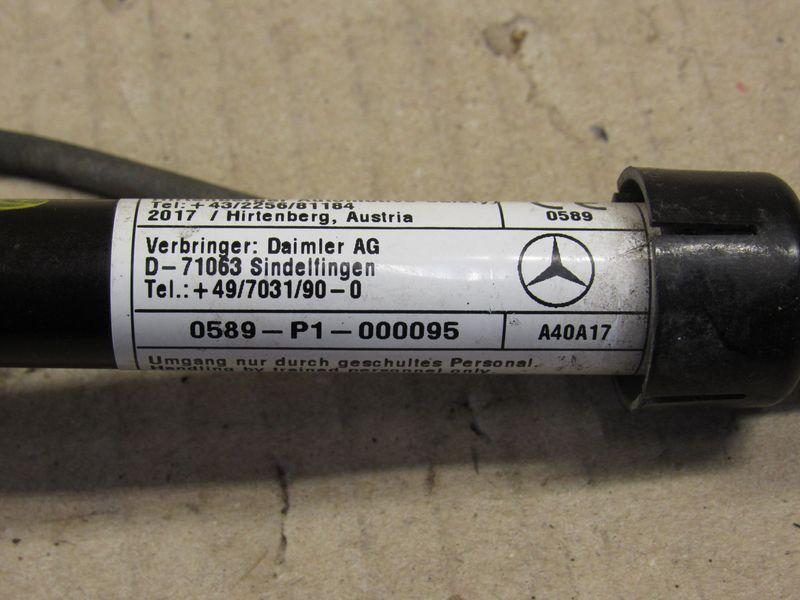 Tel: + 43/2256/81184
2017 / Hirtenberg, Austria
0589
Verbringer: Daimler AG
D-71063 Sindelfingen
Tel.: +49/7031/90-0
0589-P1-000095
A40A17
Umgang nur durch geschultes Personal.
Handling by trained personnel only.